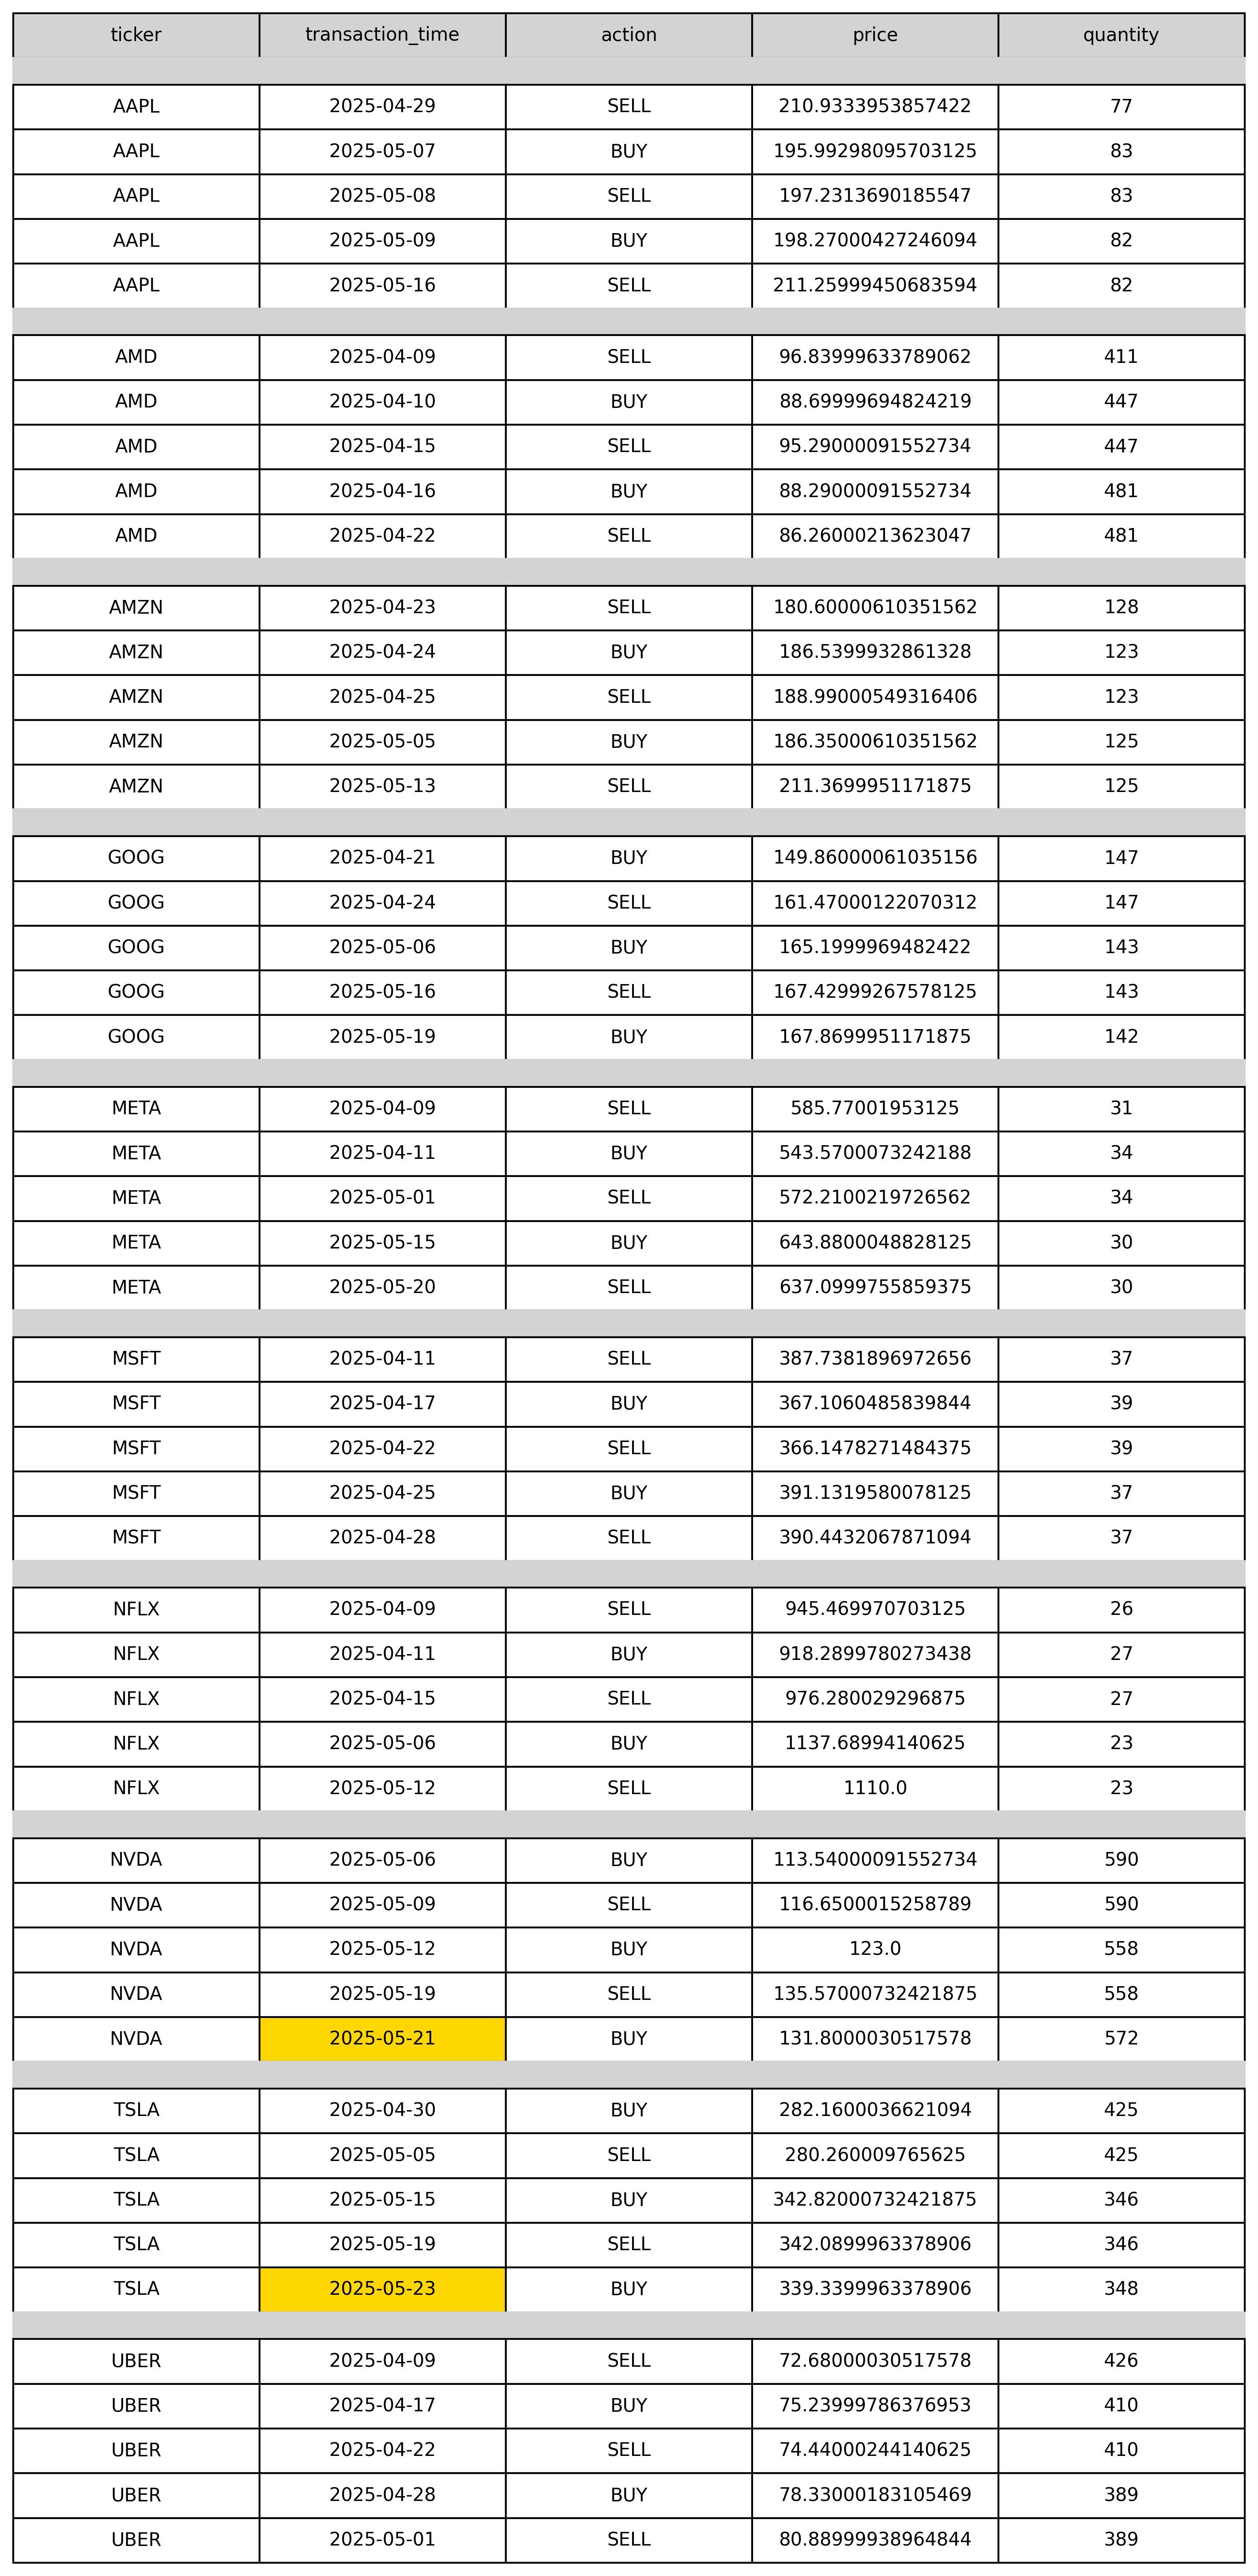 ticker transaction_time action price quantity
AAPL 2025-04-29 SELL 210.9333953857422 77
AAPL 2025-05-07 BUY 195.99298095703125 83
AAPL 2025-05-08 SELL 197.2313690185547 83
AAPL 2025-05-09 BUY 198.27000427246094 82
AAPL 2025-05-16 SELL 211.25999450683594 82
AMD 2025-04-09 SELL 96.83999633789062 411
AMD 2025-04-10 BUY 88.69999694824219 447
AMD 2025-04-15 SELL 95.29000091552734 447
AMD 2025-04-16 BUY 88.29000091552734 481
AMD 2025-04-22 SELL 86.26000213623047 481
AMZN 2025-04-23 SELL 180.60000610351562 128
AMZN 2025-04-24 BUY 186.5399932861328 123
AMZN 2025-04-25 SELL 188.99000549316406 123
AMZN 2025-05-05 BUY 186.35000610351562 125
AMZN 2025-05-13 SELL 211.3699951171875 125
GOOG 2025-04-21 BUY 149.86000061035156 147
GOOG 2025-04-24 SELL 161.47000122070312 147
GOOG 2025-05-06 BUY 165.1999969482422 143
GOOG 2025-05-16 SELL 167.42999267578125 143
GOOG 2025-05-19 BUY 167.8699951171875 142
META 2025-04-09 SELL 585.77001953125 31
META 2025-04-11 BUY 543.5700073242188 34
META 2025-05-01 SELL 572.2100219726562 34
META 2025-05-15 BUY 643.8800048828125 30
META 2025-05-20 SELL 637.0999755859375 30
MSFT 2025-04-11 SELL 387.7381896972656 37
MSFT 2025-04-17 BUY 367.1060485839844 39
MSFT 2025-04-22 SELL 366.1478271484375 39
MSFT 2025-04-25 BUY 391.1319580078125 37
MSFT 2025-04-28 SELL 390.4432067871094 37
NFLX 2025-04-09 SELL 945.469970703125 26
NFLX 2025-04-11 BUY 918.2899780273438 27
NFLX 2025-04-15 SELL 976.280029296875 27
NFLX 2025-05-06 BUY 1137.68994140625 23
NFLX 2025-05-12 SELL 1110.0 23
NVDA 2025-05-06 BUY 113.54000091552734 590
NVDA 2025-05-09 SELL 116.6500015258789 590
NVDA 2025-05-12 BUY 123.0 558
NVDA 2025-05-19 SELL 135.57000732421875 558
NVDA 2025-05-21 BUY 131.8000030517578 572
TSLA 2025-04-30 BUY 282.1600036621094 425
TSLA 2025-05-05 SELL 280.260009765625 425
TSLA 2025-05-15 BUY 342.82000732421875 346
TSLA 2025-05-19 SELL 342.0899963378906 346
TSLA 2025-05-23 BUY 339.3399963378906 348
UBER 2025-04-09 SELL 72.68000030517578 426
UBER 2025-04-17 BUY 75.23999786376953 410
UBER 2025-04-22 SELL 74.44000244140625 410
UBER 2025-04-28 BUY 78.33000183105469 389
UBER 2025-05-01 SELL 80.88999938964844 389